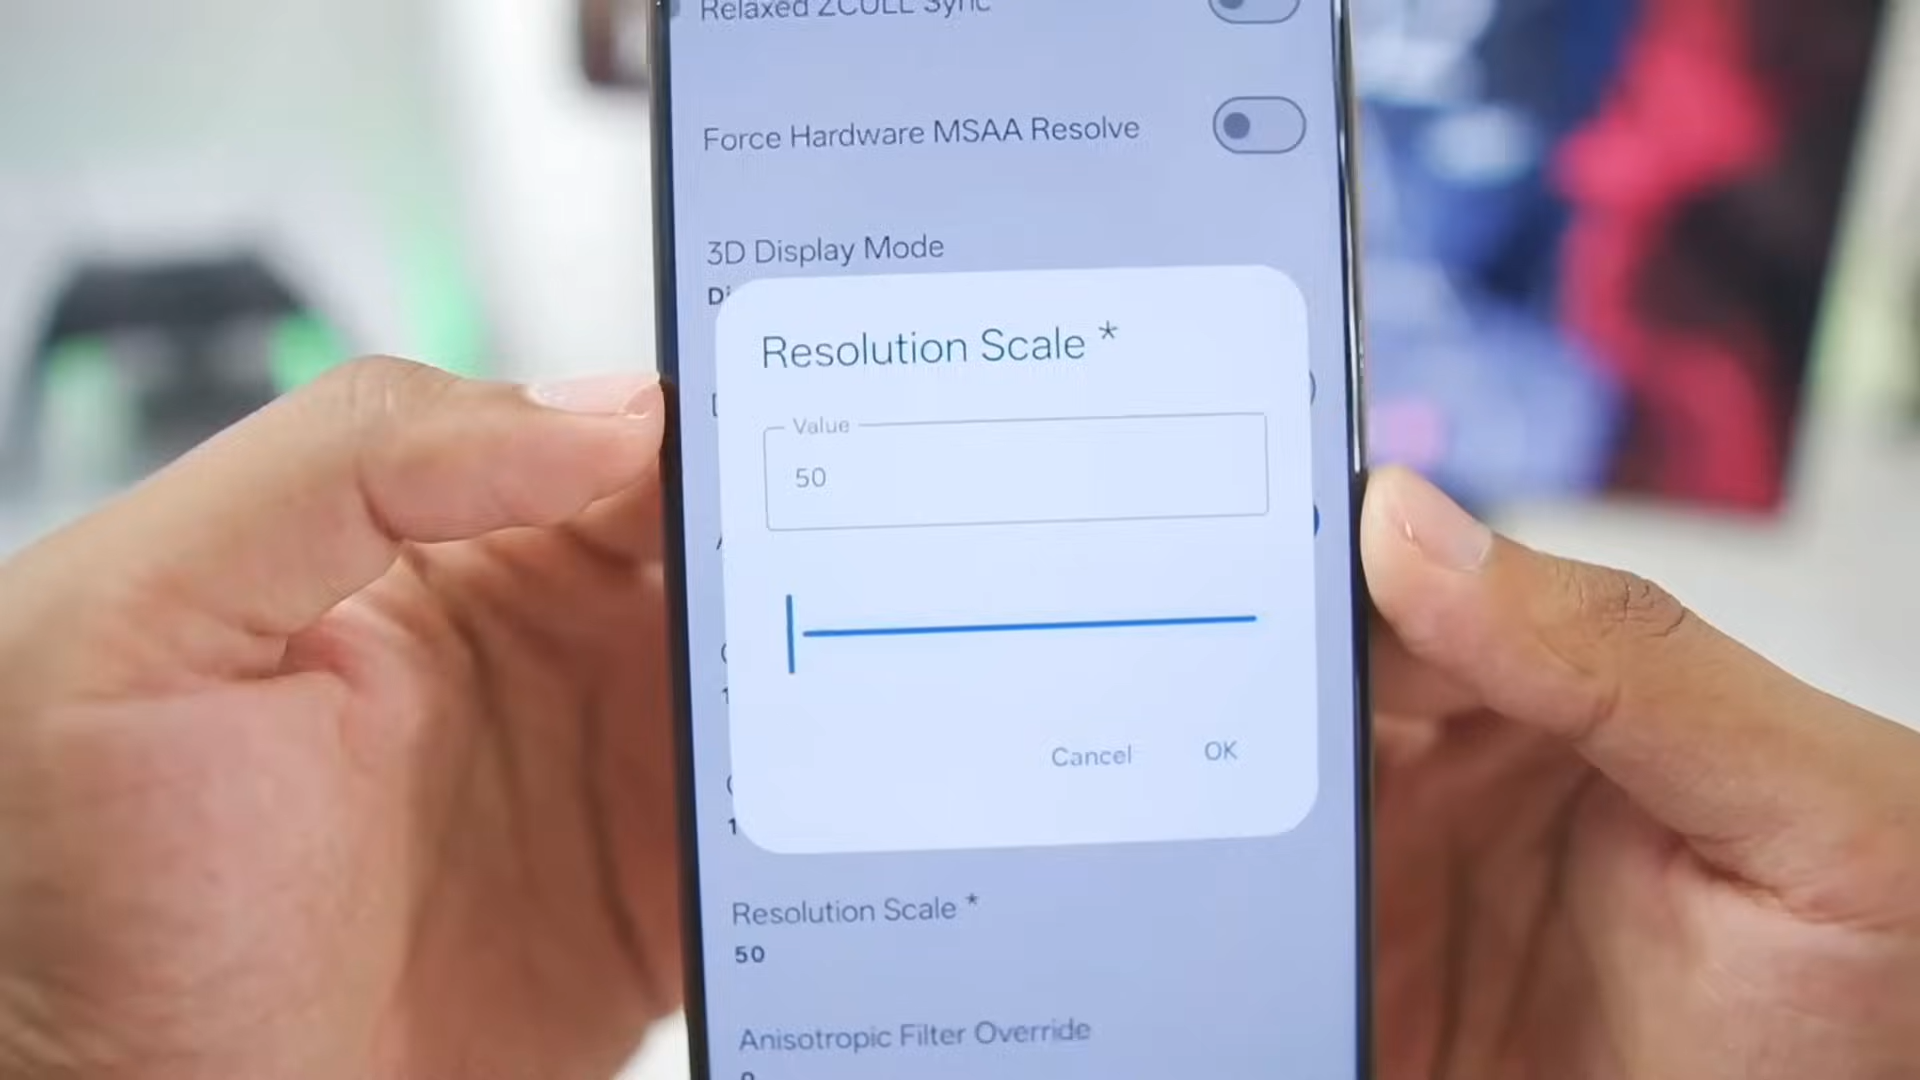 Relaxed ZCULL Sync
Force Hardware MSAA Resolve
3D Display Mode
Di
Resolution Scale *
Value
50
Cancel
OK
Resolution Scale *
50
Anisotropic Filter Override